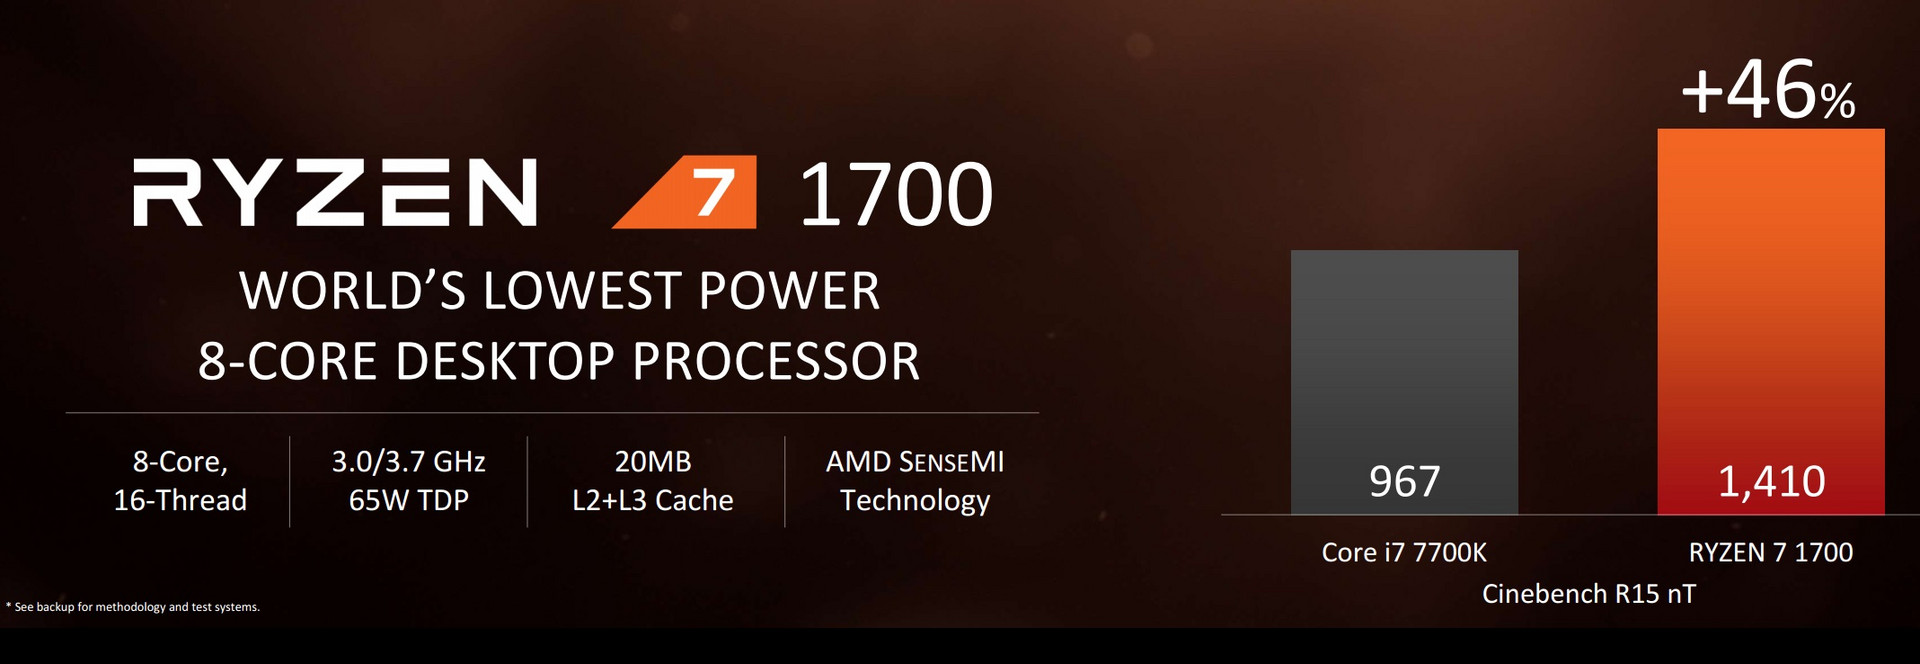 RYZEN 7 1700
WORLD’S LOWEST POWER
8-CORE DESKTOP PROCESSOR
8-Core,
16-Thread
3.0/3.7 GHz
65W TDP
20MB
L2+L3 Cache
AMD SENSEMI
Technology
* See backup for methodology and test systems.
+46%
967
1,410
Core i7 7700K
RYZEN 7 1700
Cinebench R15 nT